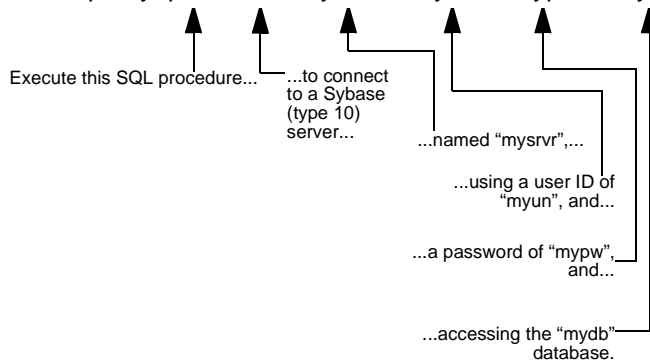 Execute this SQL procedure...
...to connect
to a Sybase
(type 10)
server...
...named “mysrvr”,...
...using a user ID of
“myun”, and...
...a password of “mypw”,
and...
...accessing the “mydb”
database.